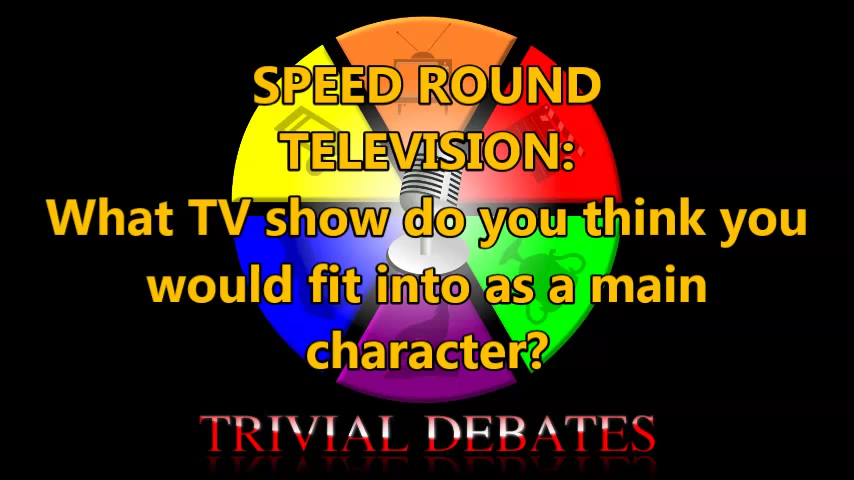 SPEED ROUND
TELEVISION:
What TV show do you think you
would fit into as a main
character?
TRIVIAL DEBATES